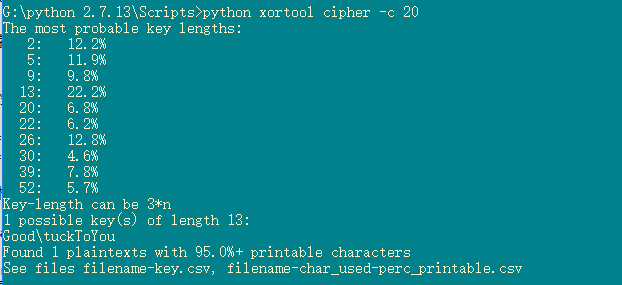 G:\python 2.7.13\Scripts>python xortool cipher -c 20
The most probable key lengths:
2: 12.2%
5: 11.9%
9: 9.8%
13: 22.2%
20: 6.8%
22: 6.2%
26: 12.8%
30: 4.6%
39: 7.8%
52: 5.7%
Key-length can be 3*n
1 possible key(s) of length 13:
Good\tuckToYou
Found 1 plaintexts with 95.0%+ printable characters
See files filename-key.csv, filename-char_used-perc_printable.csv